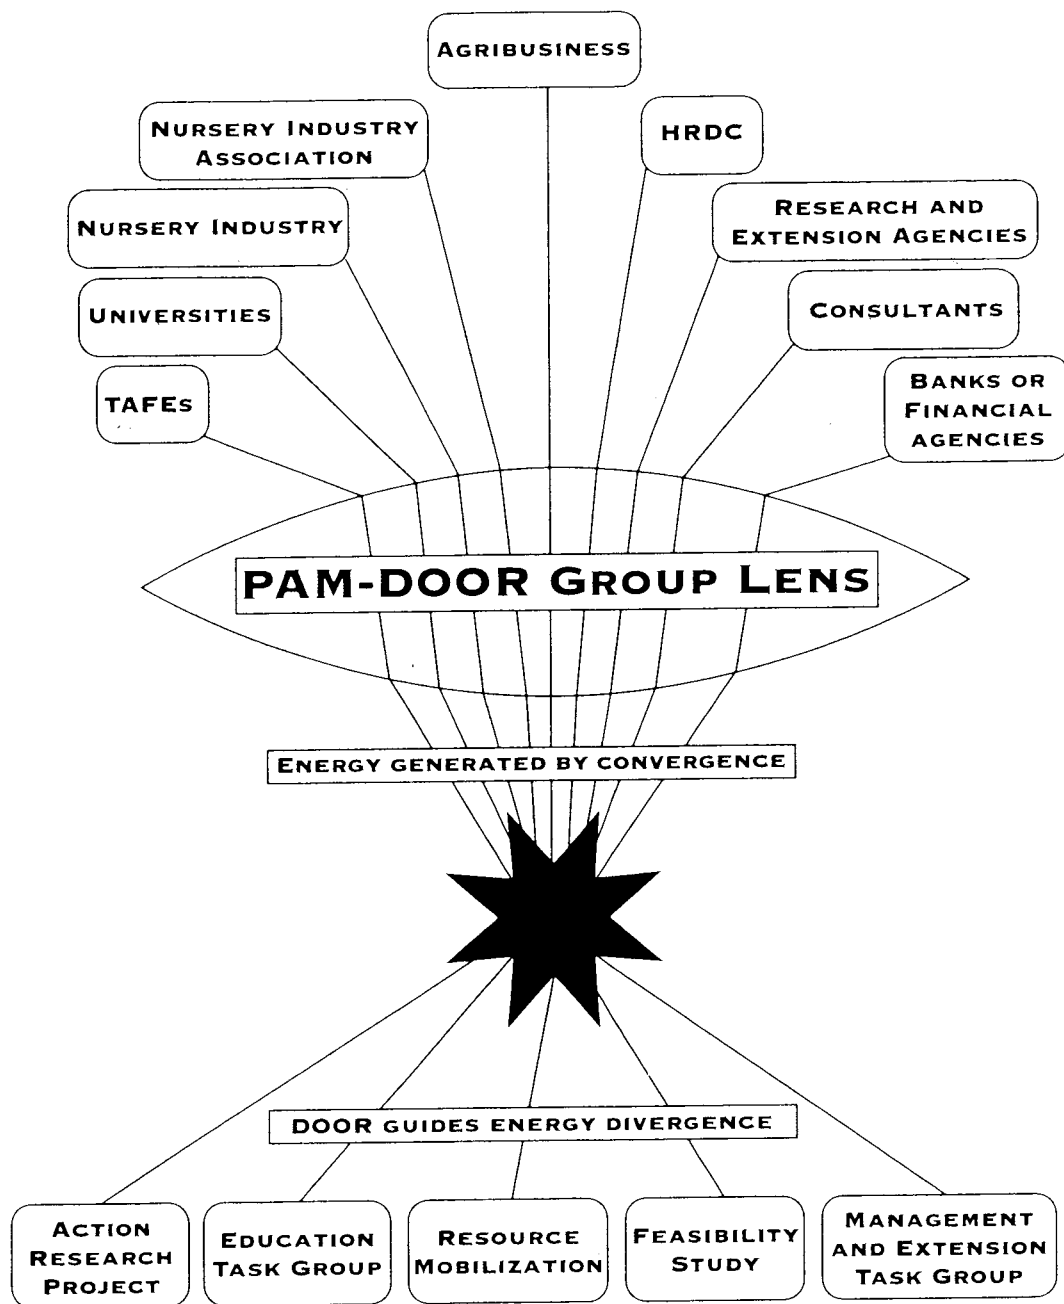 AGRIBUSINESS
NURSERY INDUSTRY
ASSOCIATION
HRDC
NURSERY INDUSTRY
RESEARCH AND
EXTENSION AGENCIES
UNIVERSITIES
CONSULTANTS
TAFES
BANKS OR
FINANCIAL
AGENCIES
PAM-DOOR GROUP LENS
ENERGY GENERATED BY CONVERGENCE
DOOR GUIDES ENERGY DIVERGENCE
ACTION
RESEARCH
PROJECT
EDUCATION
TASK GROUP
RESOURCE
MOBILIZATION
FEASIBILITY
STUDY
MANAGEMENT
AND EXTENSION
TASK GROUP